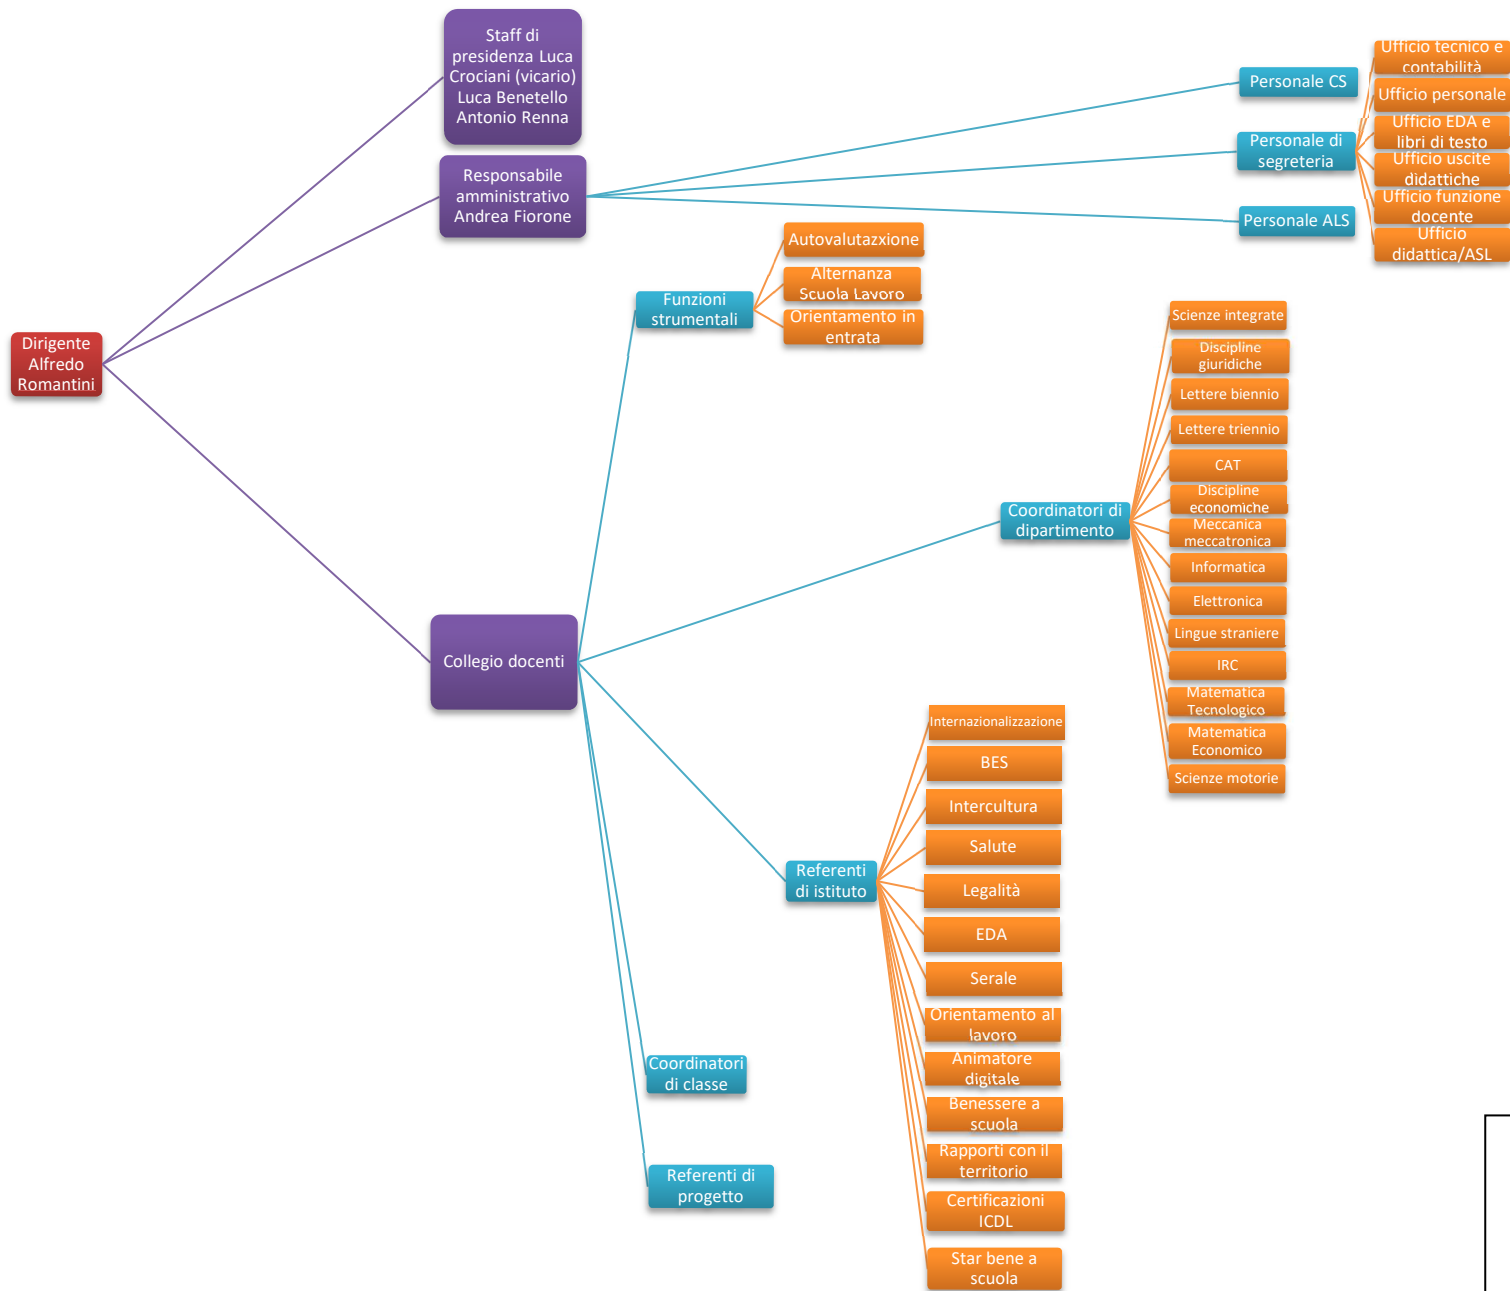 Staff di
presidenza Luca
Crociani (vicario)
Luca Benetello
Antonio Renna
Responsabile
amministrativo
Andrea Fiorone
Dirigente
Alfredo
Romantini
Collegio docenti
Personale CS
Personale di
segreteria
Personale ALS
Ufficio tecnico e
contabilità
Ufficio personale
Ufficio EDA e
libri di testo
Ufficio uscite
didattiche
Ufficio funzione
docente
Ufficio
didattica/ASL
Funzioni
strumentali
Autovalutazxione
Alternanza
Scuola Lavoro
Orientamento in
entrata
Coordinatori di
dipartimento
Scienze integrate
Discipline
giuridiche
Lettere biennio
Lettere triennio
CAT
Discipline
economiche
Meccanica
meccatronica
Informatica
Elettronica
Lingue straniere
IRC
Matematica
Tecnologico
Matematica
Economico
Scienze motorie
Referenti
di istituto
Internazionalizzazione
BES
Intercultura
Salute
Legalità
EDA
Serale
Orientamento al
lavoro
Animatore
digitale
Benessere a
scuola
Rapporti con il
territorio
Certificazioni
ICDL
Star bene a
scuola
Coordinatori
di classe
Referenti di
progetto